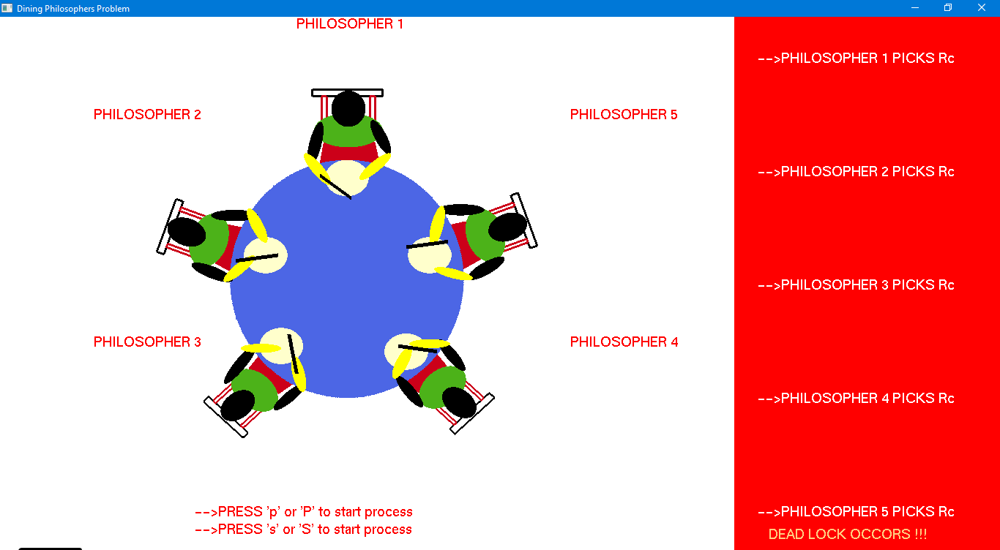 Dining Philosophers Problem
PHILOSOPHER 1
PHILOSOPHER 2
PHILOSOPHER 5
PHILOSOPHER 3
PHILOSOPHER 4
-->PRESS 'p' or 'P' to start process
-->PRESS 's' or 'S' to start process
-->PHILOSOPHER 1 PICKS Rc
-->PHILOSOPHER 2 PICKS Rc
-->PHILOSOPHER 3 PICKS Rc
-->PHILOSOPHER 4 PICKS Rc
-->PHILOSOPHER 5 PICKS Rc
DEAD LOCK OCCORS !!!